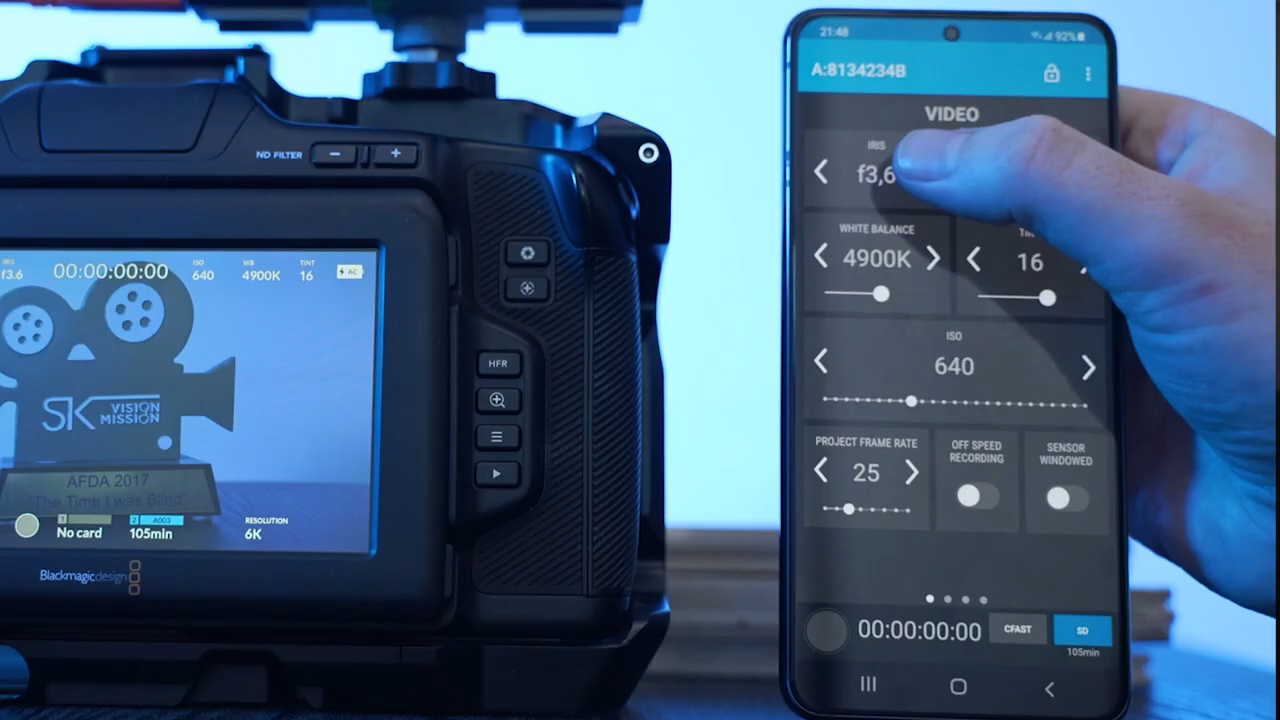 ND FILTER
IRIS
f3.6
00:00:00:00
ISO
640
WB
4900K
TINT
16
AC
SK VISION
MISSION
AFDA 2017
"The Time I was Blind"
1
No card
2 A003
105min
RESOLUTION
6K
Blackmagicdesign
HFR
21:48
92%
A:8134234B
VIDEO
IRIS
f3,6
WHITE BALANCE
4900K
16
ISO
640
PROJECT FRAME RATE
25
OFF SPEED
RECORDING
SENSOR
WINDOWED
00:00:00:00
CFAST
SD
105min